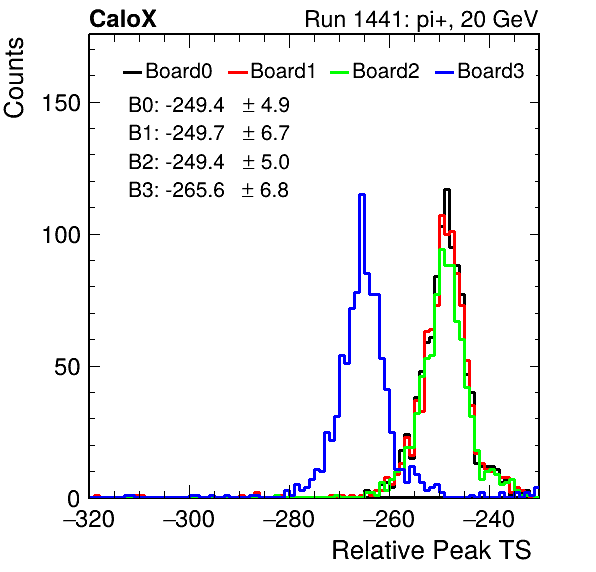 CaloX Run 1441: pi+, 20 GeV
Counts
Board0 Board1 Board2 Board3
B0: -249.4 ± 4.9
B1: -249.7 ± 6.7
B2: -249.4 ± 5.0
B3: -265.6 ± 6.8
150
100
50
0
−320 −300 −280 −260 −240
Relative Peak TS